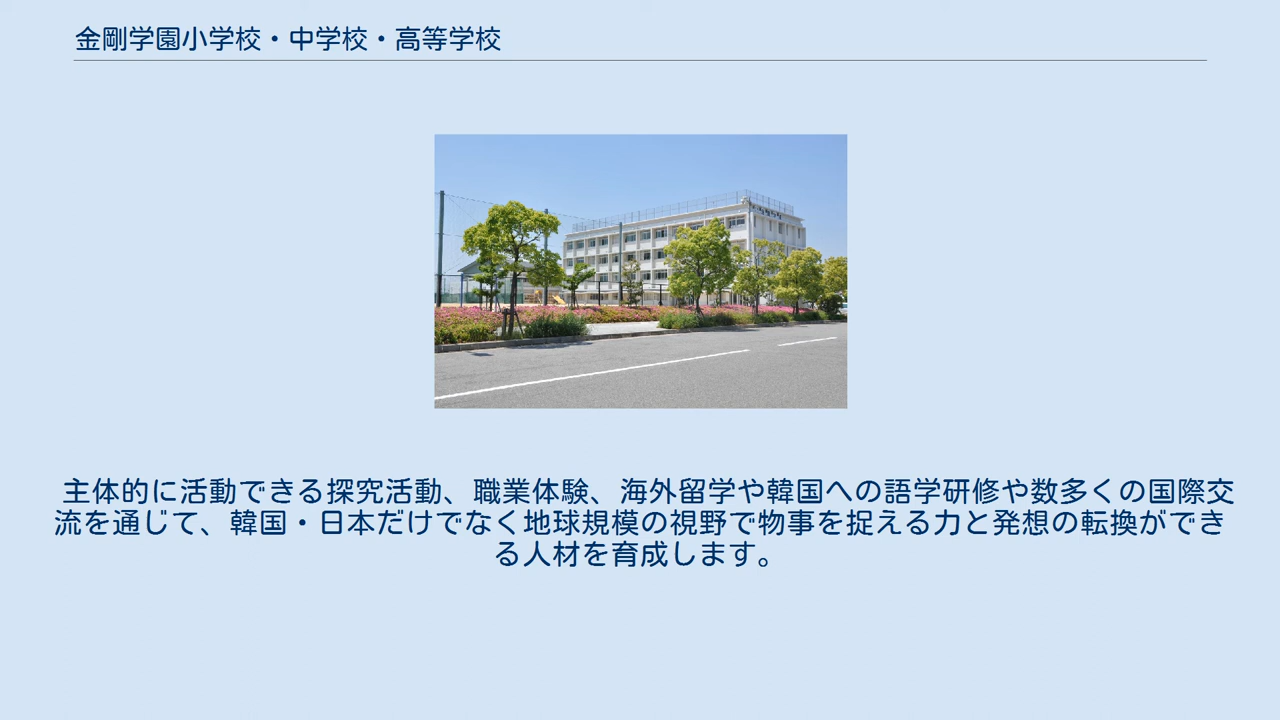 金剛学園小学校・中学校・高等学校
主体的に活動できる探究活動、職業体験、海外留学や韓国への語学研修や数多くの国際交
流を通じて、韓国・日本だけでなく地球規模の視野で物事を捉える力と発想の転換ができ
る人材を育成します。